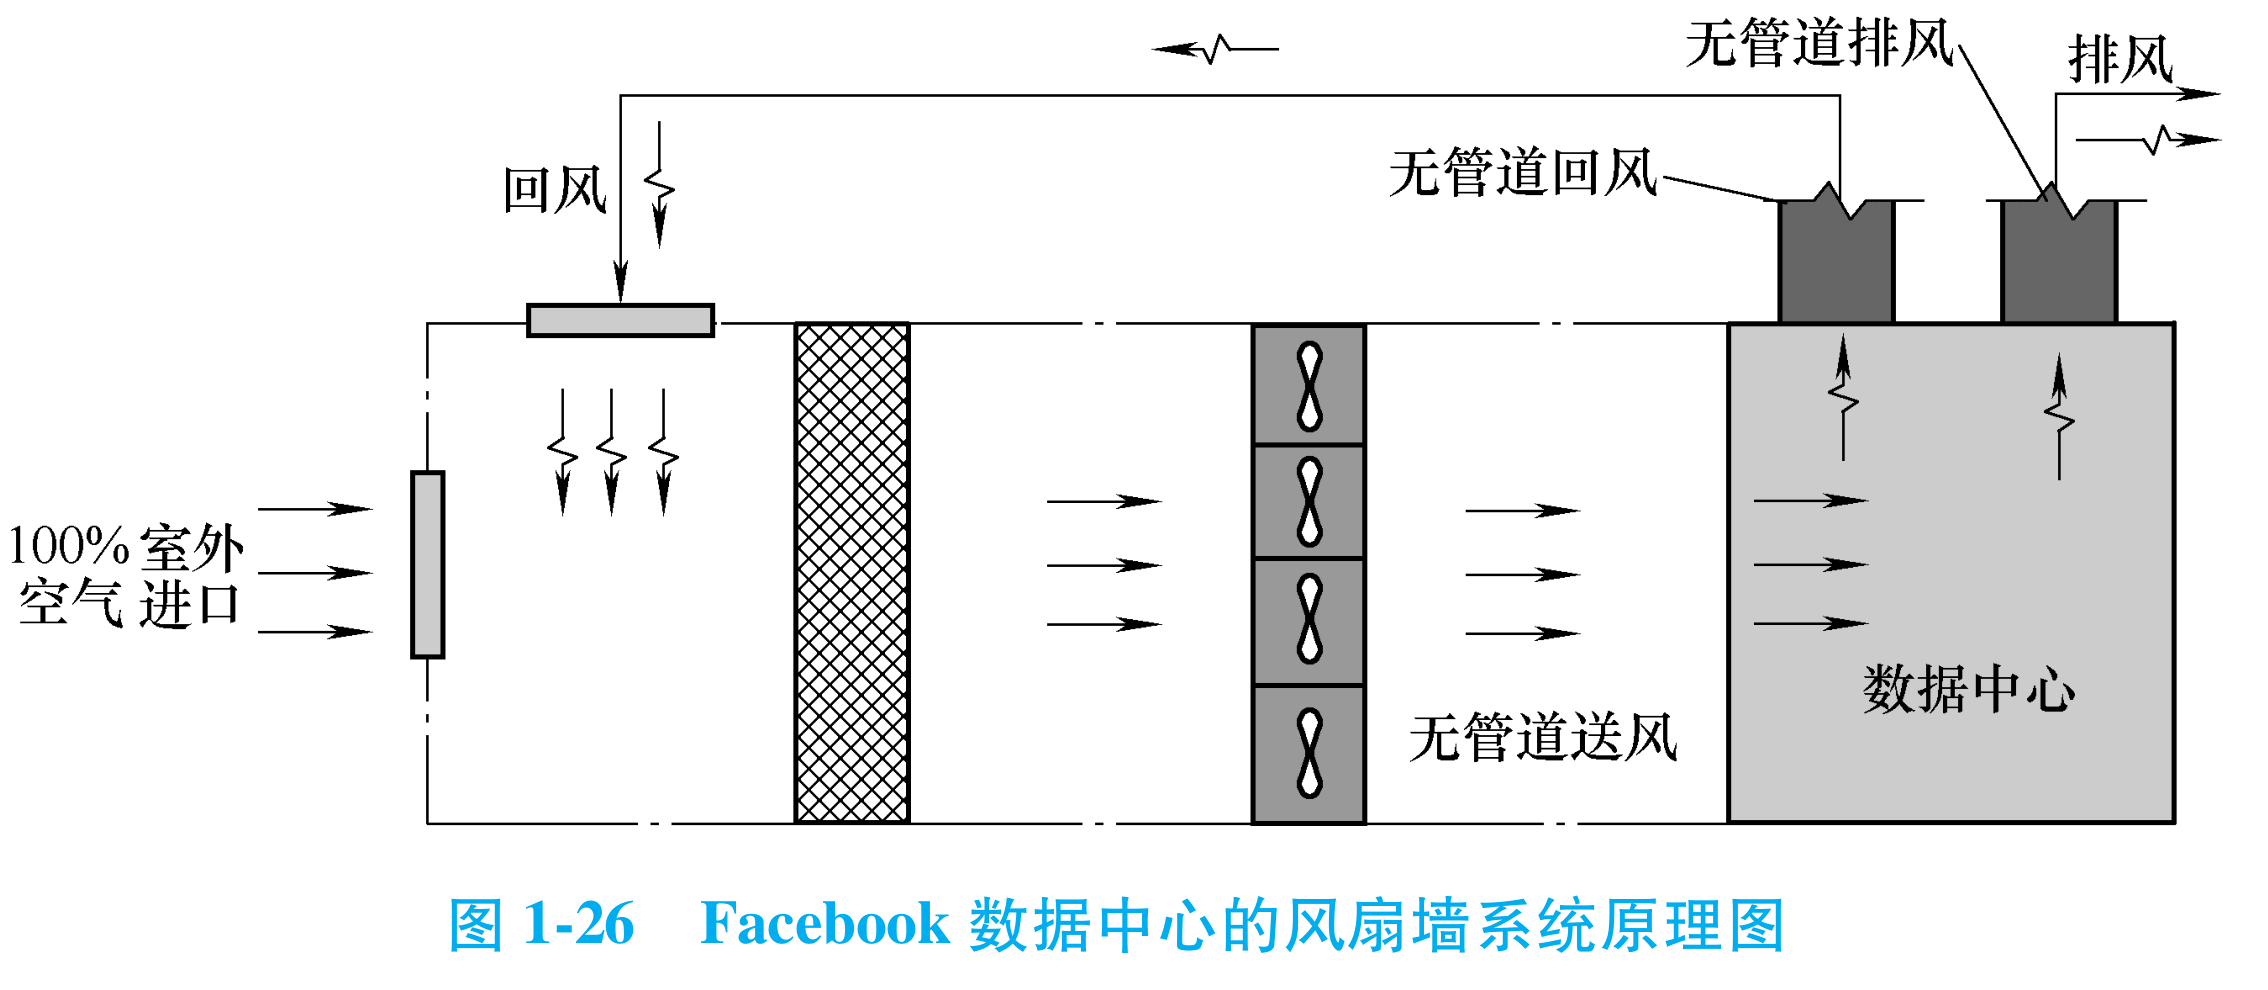 无管道排风
排风
无管道回风
回风
100% 室外
空气 进口
数据中心
无管道送风
图 1-26 Facebook 数据中心的风扇墙系统原理图